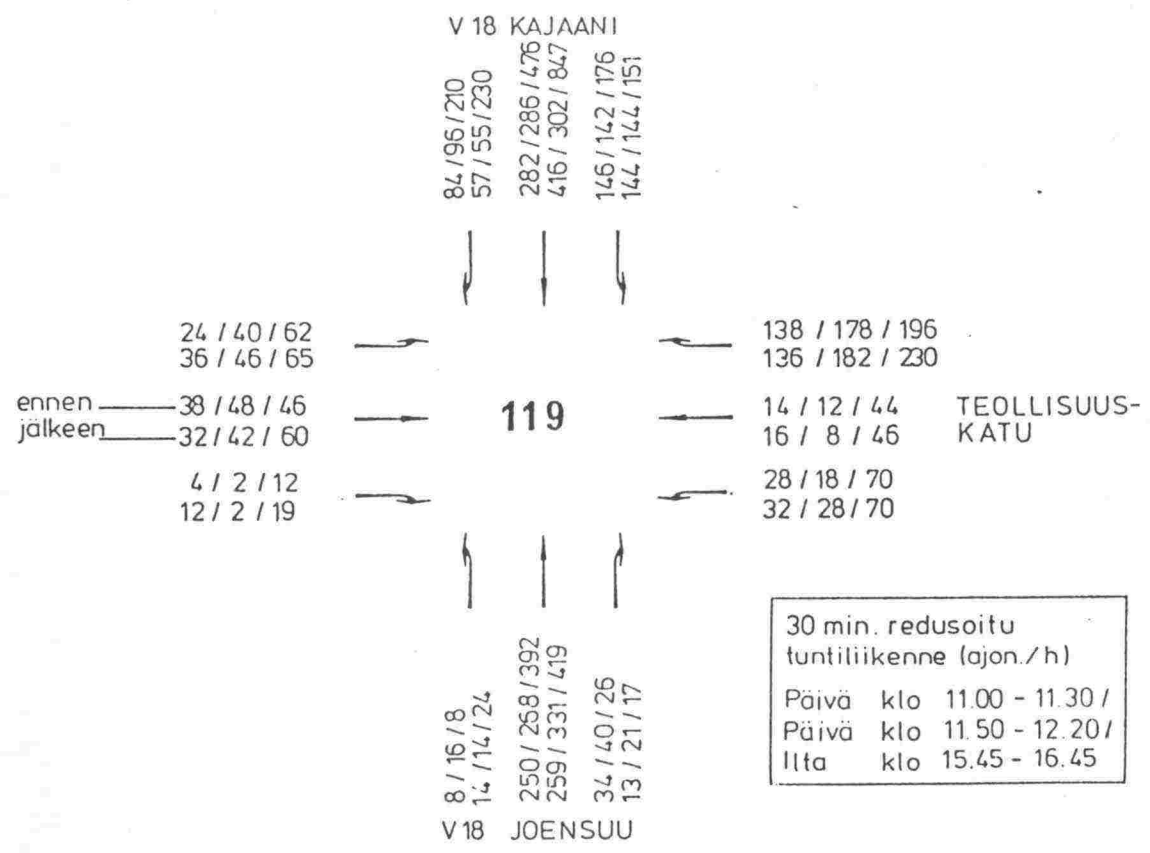 V 18 KAJAANI
84/96/210
57/55/230
282/286/476
416/302/847
146/142/176
144/144/151
24/40/62
36/46/65
138/178/196
136/182/230
ennen 38/48/46
jälkeen 32/42/60
119
14/12/44
16/8/46
TEOLLISUUS-
KATU
4/2/12
12/2/19
28/18/70
32/28/70
8/16/8
14/14/24
250/268/392
259/331/419
34/40/26
13/21/17
V 18 JOENSUU
30 min. redusoitu
tuntiliikenne (ajon./h)
Päivä klo 11.00 - 11.30 /
Päivä klo 11.50 - 12.20/
Ilta klo 15.45 - 16.45